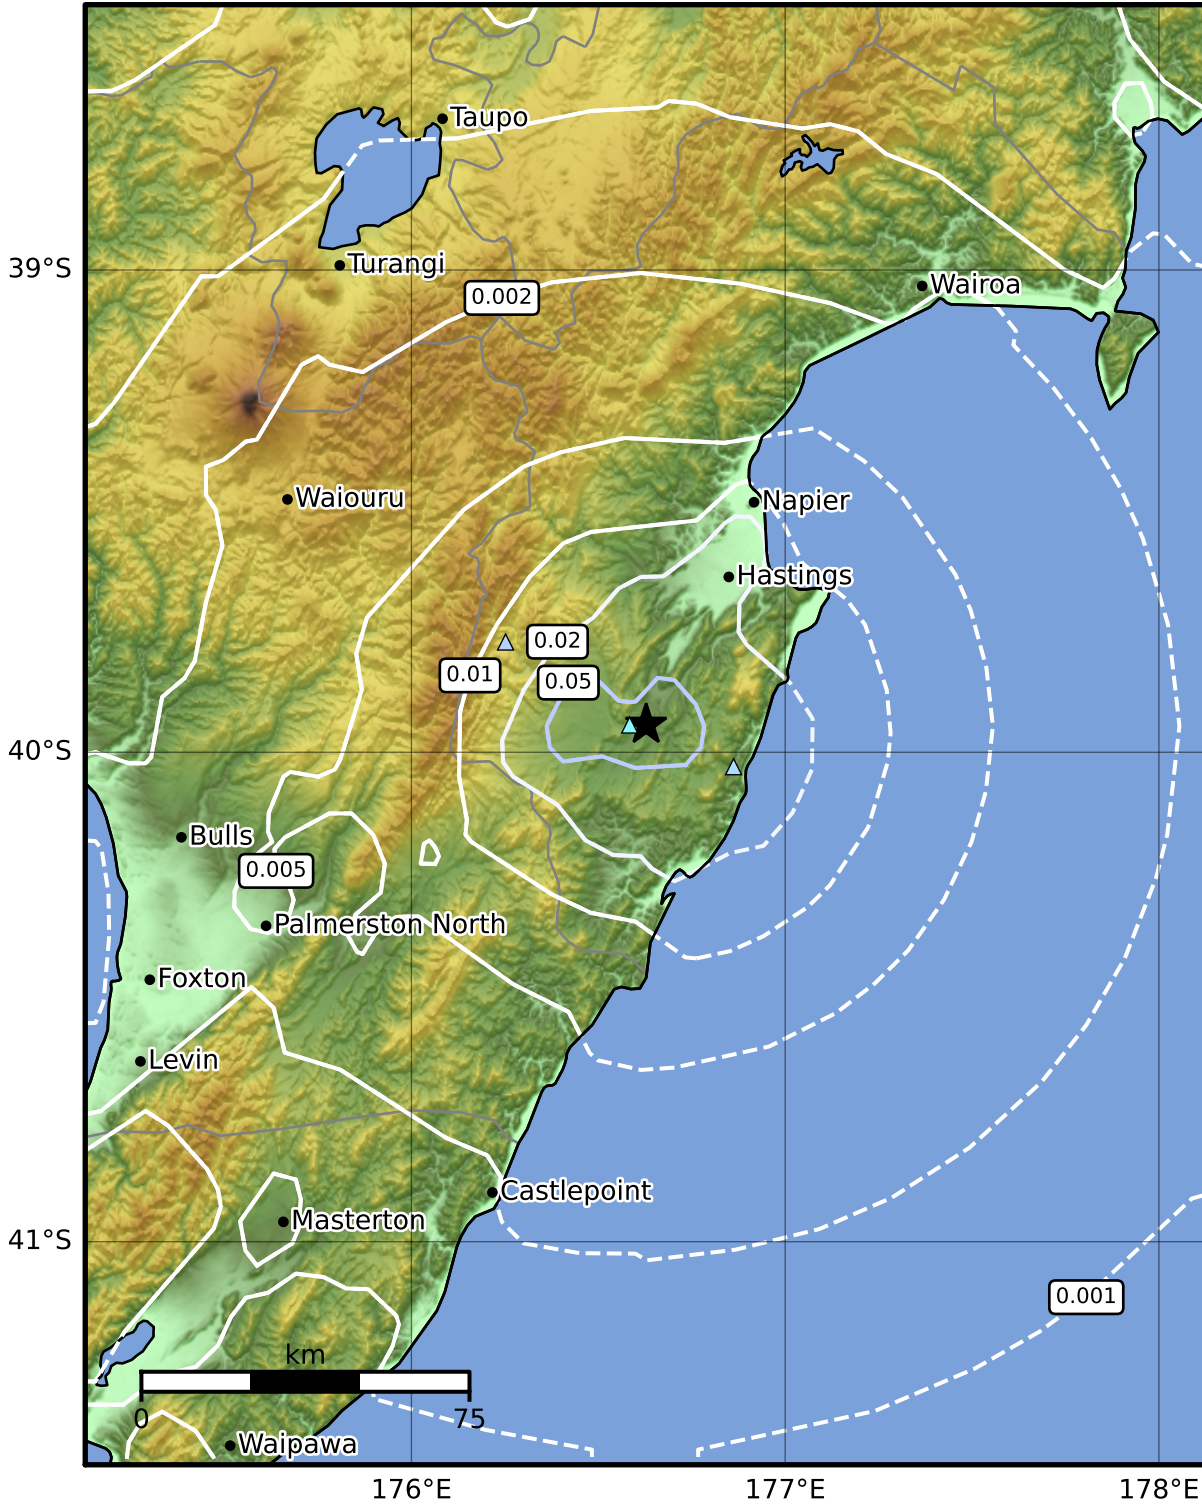 Taupo
Turangi
39°S
0.002
Wairoa
Waiouru
Napier
Hastings
0.02
0.01
0.05
40°S
Bulls
0.005
Palmerston North
Foxton
Levin
Castlepoint
Masterton
41°S
0.001
km
0
75
Waipawa
176°E
177°E
178°E